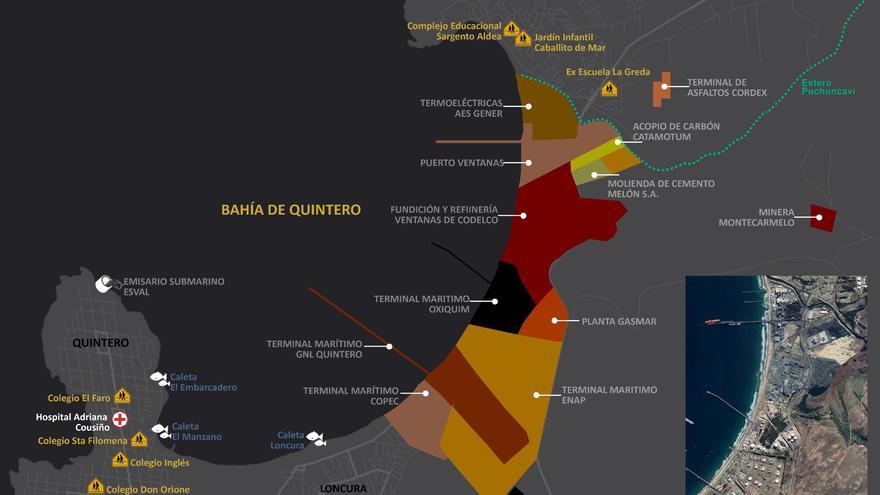 Complejo Educacional
Sargento Aldea
Jardín Infantil
Caballito de Mar
Ex Escuela La Greda
TERMINAL DE
ASFALTOS CORDEX
Estero
Puchuncaví
TERMOELÉCTRICAS
AES GENER
ACOPIO DE CARBÓN
CATAMOTUM
PUERTO VENTANAS
MOLIENDA DE CEMENTO
MELÓN S.A.
BAHÍA DE QUINTERO
FUNDICIÓN Y REFIINERÍA
VENTANAS DE CODELCO
MINERA
MONTECARMELO
EMISARIO SUBMARINO
ESVAL
TERMINAL MARITIMO
OXIQUIM
PLANTA GASMAR
QUINTERO
TERMINAL MARÍTIMO
GNL QUINTERO
Caleta
El Embarcadero
TERMINAL MARÍTIMO
COPEC
TERMINAL MARITIMO
ENAP
Colegio El Faro
Hospital Adriana
Cousiño
Caleta
El Manzano
Colegio Sta Filomena
Caleta
Loncura
Colegio Inglés
Colegio Don Orione
LONCURA